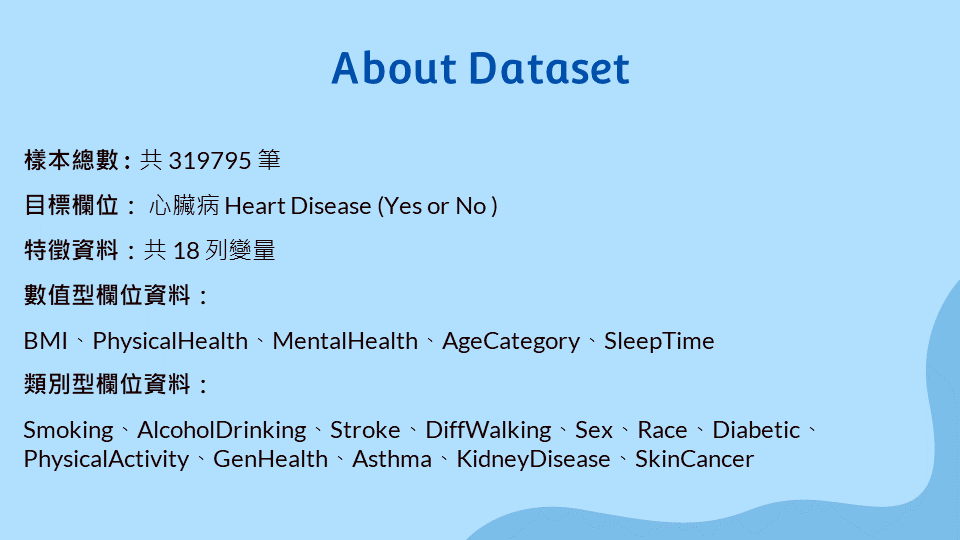 About Dataset
樣本總數：共 319795 筆
目標欄位： 心臟病 Heart Disease (Yes or No )
特徵資料：共 18 列變量
數值型欄位資料：
BMI、PhysicalHealth、MentalHealth、AgeCategory、SleepTime
類別型欄位資料：
Smoking、AlcoholDrinking、Stroke、DiffWalking、Sex、Race、Diabetic、
PhysicalActivity、GenHealth、Asthma、KidneyDisease、SkinCancer